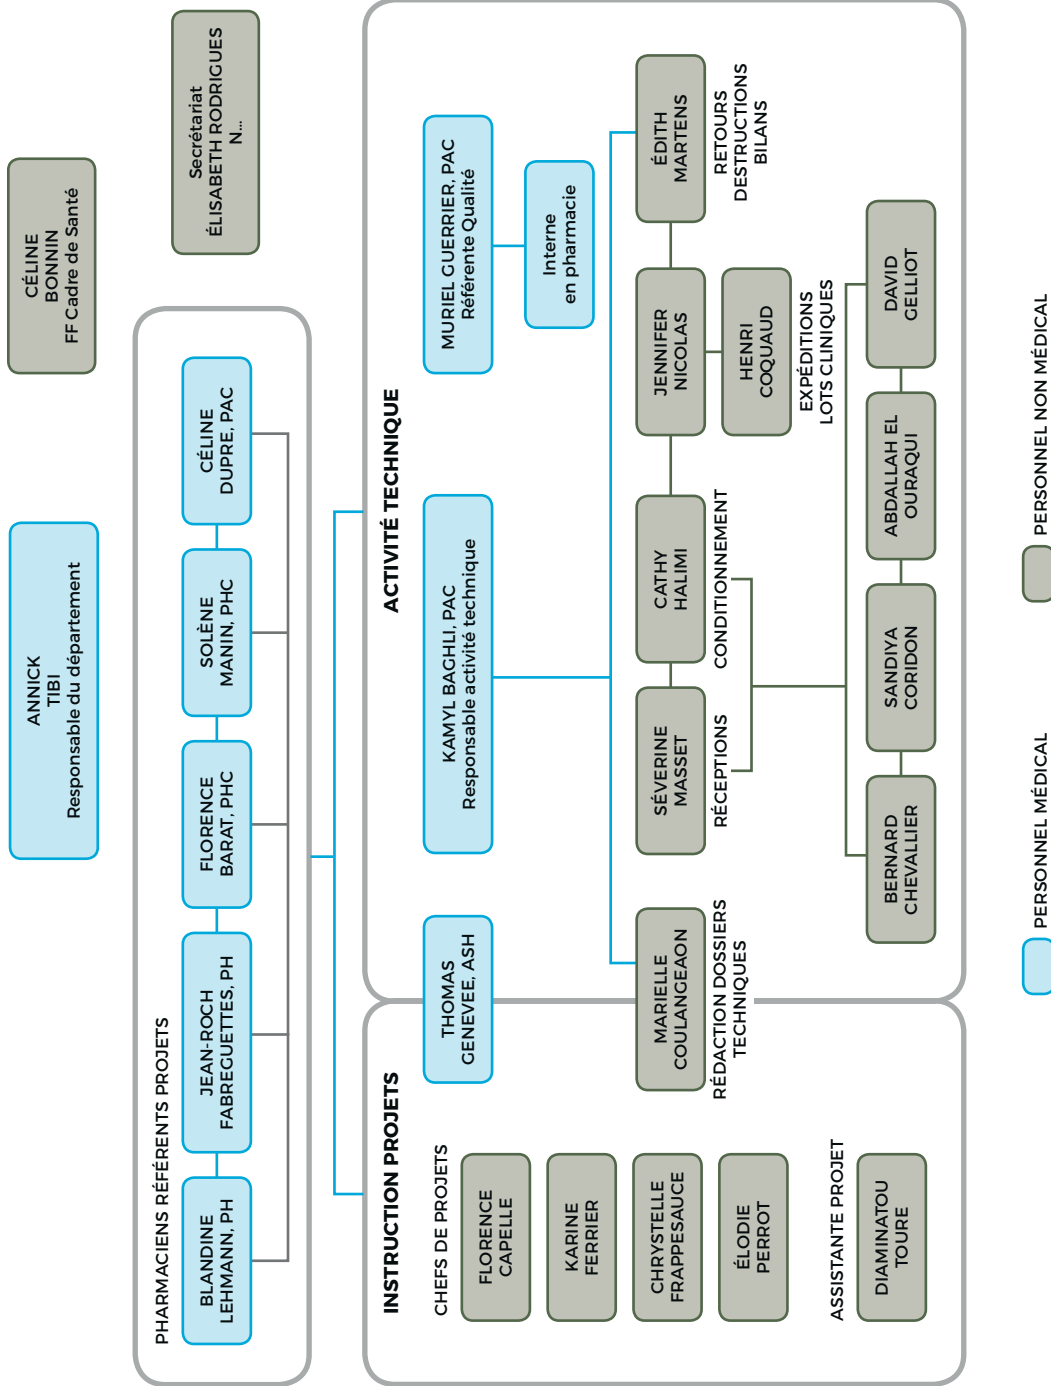 ANNICK
TIBI
Responsable du département
CÉLINE
BONNIN
FF Cadre de Santé
Secrétariat
ÉLISABETH RODRIGUES
N...
PHARMACIENS RÉFÉRENTS PROJETS
BLANDINE
LEHMANN, PH
JEAN-ROCH
FABREGUETTES, PH
FLORENCE
BARAT, PHC
SOLÈNE
MANIN, PHC
CÉLINE
DUPRE, PAC
INSTRUCTION PROJETS
CHEFS DE PROJETS
FLORENCE
CAPELLE
KARINE
FERRIER
CHRYSTELLE
FRAPPESAUCE
ÉLODIE
PERROT
ASSISTANTE PROJET
DIAMINATOU
TOURE
ACTIVITÉ TECHNIQUE
THOMAS
GENEVEE, ASH
KAMYL BAGHLI, PAC
Responsable activité technique
MURIEL GUERRIER, PAC
Référente Qualité
Interne
en pharmacie
MARIELLE
COULANGEAON
RÉDACTION DOSSIERS
TECHNIQUES
SÉVERINE
MASSET
RÉCEPTIONS
CATHY
HALIMI
CONDITIONNEMENT
JENNIFER
NICOLAS
HENRI
COQUAUD
EXPÉDITIONS
LOTS CLINIQUES
ÉDITH
MARTENS
RETOURS
DESTRUCTIONS
BILANS
BERNARD
CHEVALLIER
SANDIYA
CORIDON
ABDALLAH EL
OURAQUI
DAVID
GELLIOT
PERSONNEL MÉDICAL
PERSONNEL NON MÉDICAL